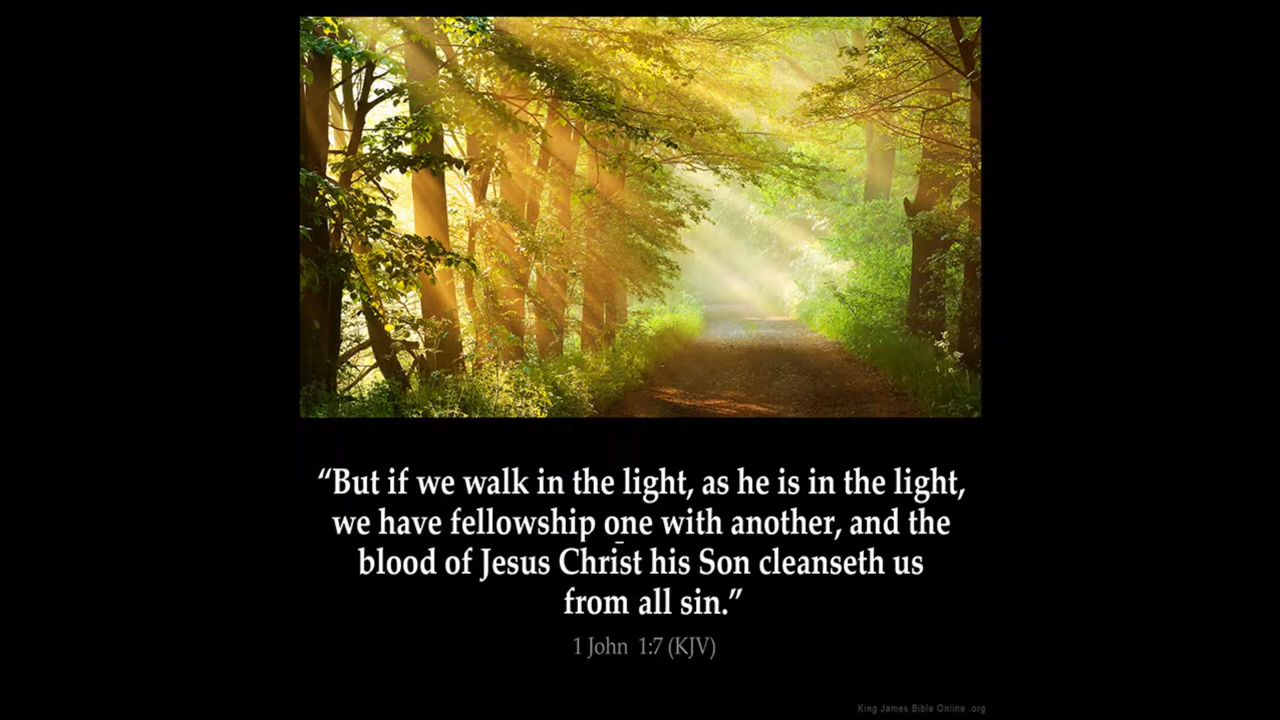 “But if we walk in the light, as he is in the light,
we have fellowship one with another, and the
blood of Jesus Christ his Son cleanseth us
from all sin.”
1 John 1:7 (KJV)
King James Bible Online .org